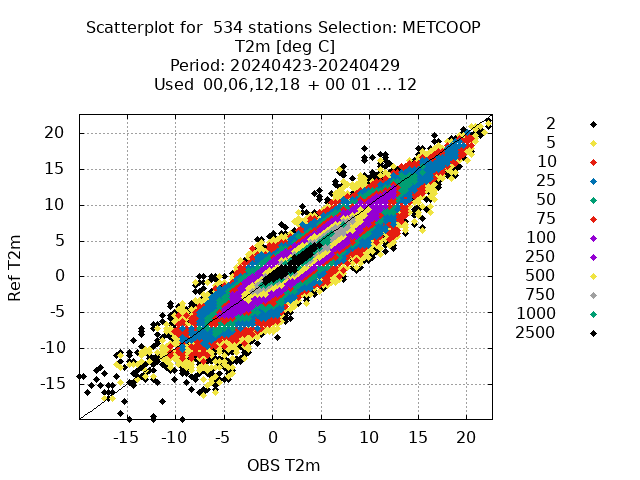 Scatterplot for  534 stations Selection: METCOOP
T2m [deg C]
Period: 20240423-20240429
Used  00,06,12,18 + 00 01 ... 12
Ref T2m
20
15
10
5
0
-5
-10
-15
-15 -10 -5 0 5 10 15 20
OBS T2m
2
5
10
25
50
75
100
250
500
750
1000
2500